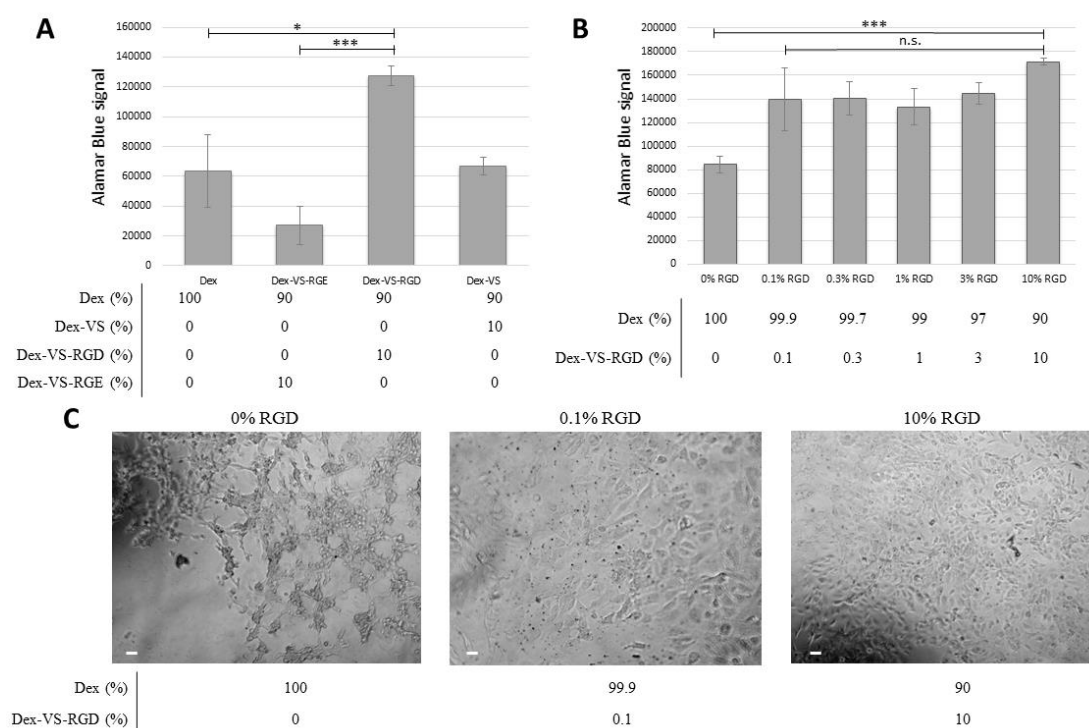 A
Alamar Blue signal
160000
140000
120000
100000
80000
60000
40000
20000
0
*
***
Dex Dex-VS-RGE Dex-VS-RGD Dex-VS
Dex (%) 100 90 90 90
Dex-VS (%) 0 0 0 10
Dex-VS-RGD (%) 0 0 10 0
Dex-VS-RGE (%) 0 10 0 0
B
Alamar Blue signal
200000
180000
160000
140000
120000
100000
80000
60000
40000
20000
0
***
n.s.
0% RGD 0.1% RGD 0.3% RGD 1% RGD 3% RGD 10% RGD
Dex (%) 100 99.9 99.7 99 97 90
Dex-VS-RGD (%) 0 0.1 0.3 1 3 10
C
0% RGD 0.1% RGD 10% RGD
Dex (%) 100 99.9 90
Dex-VS-RGD (%) 0 0.1 10